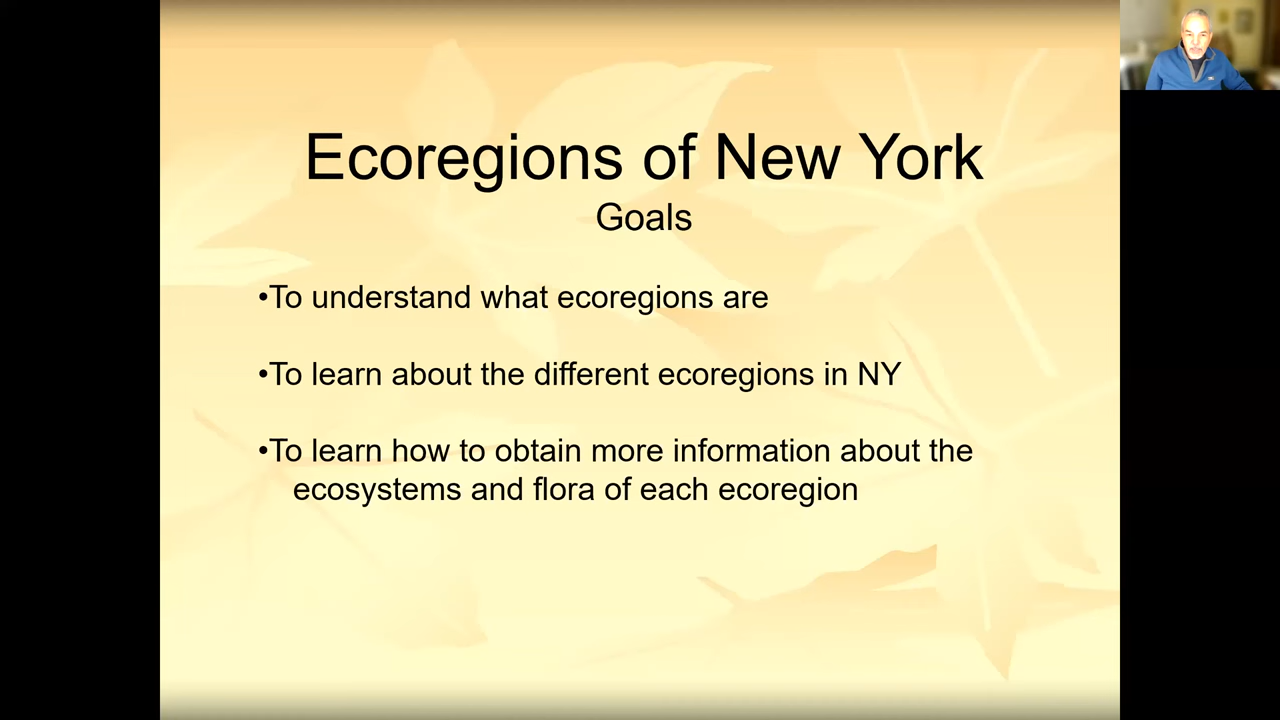 Ecoregions of New York
Goals
•To understand what ecoregions are
•To learn about the different ecoregions in NY
•To learn how to obtain more information about the
ecosystems and flora of each ecoregion